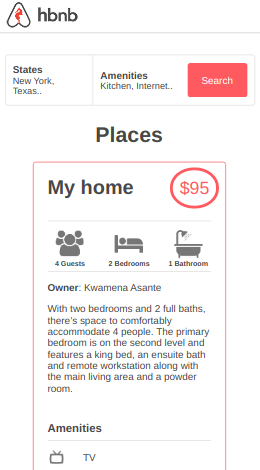 hbnb
States
New York,
Texas..
Amenities
Kitchen, Internet..
Search
Places
My home
$95
4 Guests
2 Bedrooms
1 Bathroom
Owner: Kwamena Asante
With two bedrooms and 2 full baths,
there's space to comfortably
accommodate 4 people. The primary
bedroom is on the second level and
features a king bed, an ensuite bath
and remote workstation along with
the main living area and a powder
room.
Amenities
TV